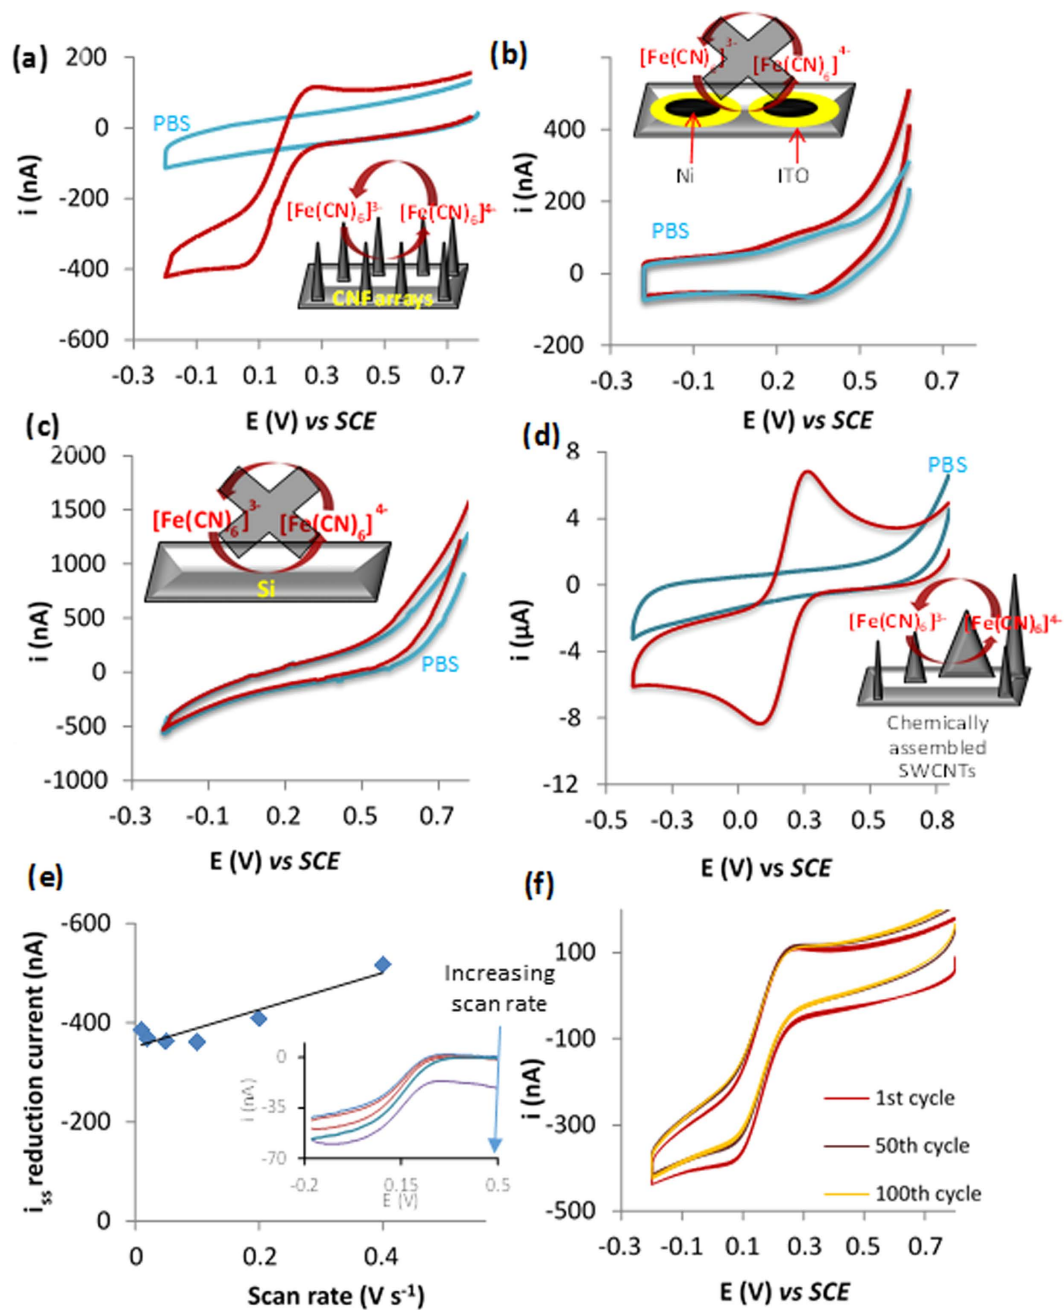 (a)
200
0
-200
-400
-600
i (nA)
PBS
[Fe(CN)6]3- [Fe(CN)6]4-
CNF arrays
-0.3 -0.1 0.1 0.3 0.5 0.7
E (V) vs SCE
(b)
400
200
0
-200
i (nA)
[Fe(CN)6]3- [Fe(CN)6]4-
Ni ITO
PBS
-0.3 -0.1 0.2 0.5 0.7
E (V) vs SCE
(c)
2000
1500
1000
500
0
-500
-1000
i (nA)
[Fe(CN)6]3- [Fe(CN)6]4-
Si
PBS
-0.3 -0.1 0.2 0.5 0.7
E (V) vs SCE
(d)
8
4
0
-4
-8
-12
i (µA)
PBS
[Fe(CN)6]3- [Fe(CN)6]4-
Chemically
assembled
SWCNTs
-0.5 -0.3 0.0 0.3 0.5 0.8
E (V) vs SCE
(e)
-600
-400
-200
0
iss reduction current (nA)
Increasing
scan rate
0
-35
-70
i (nA)
-0.2 0.15 0.5
E (V)
0 0.2 0.4
Scan rate (V s-1)
(f)
100
-100
-300
-500
i (nA)
1st cycle
50th cycle
100th cycle
-0.3 -0.1 0.1 0.3 0.5 0.7
E (V) vs SCE